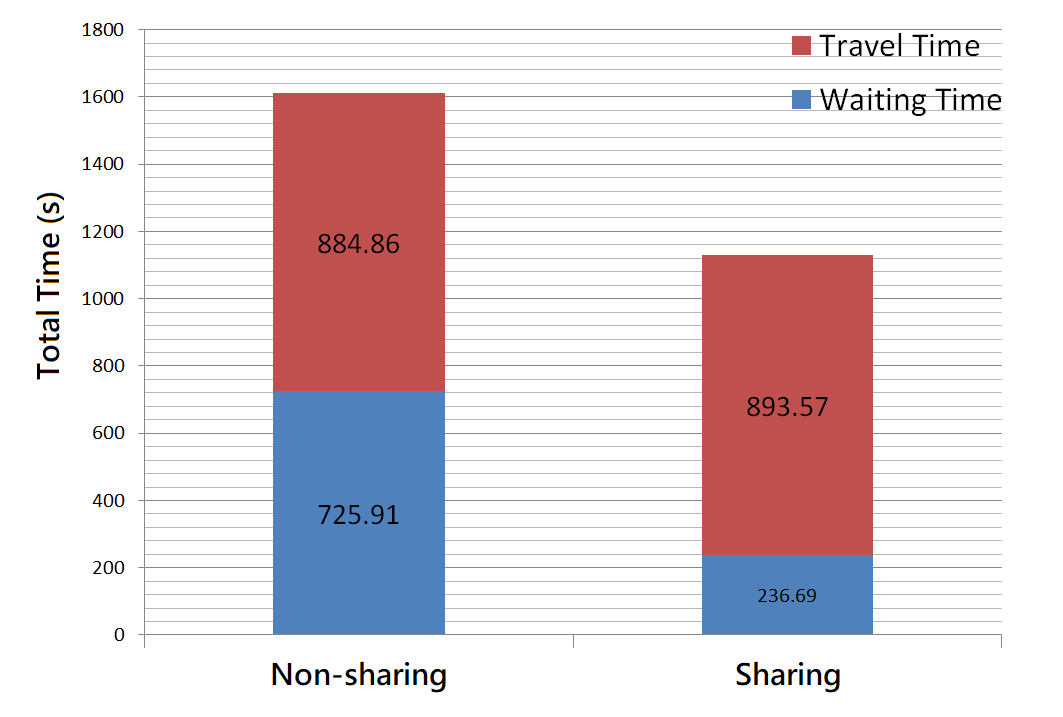 Total Time (s)
1800
1600
1400
1200
1000
800
600
400
200
0
Travel Time
Waiting Time
884.86
725.91
893.57
236.69
Non-sharing
Sharing